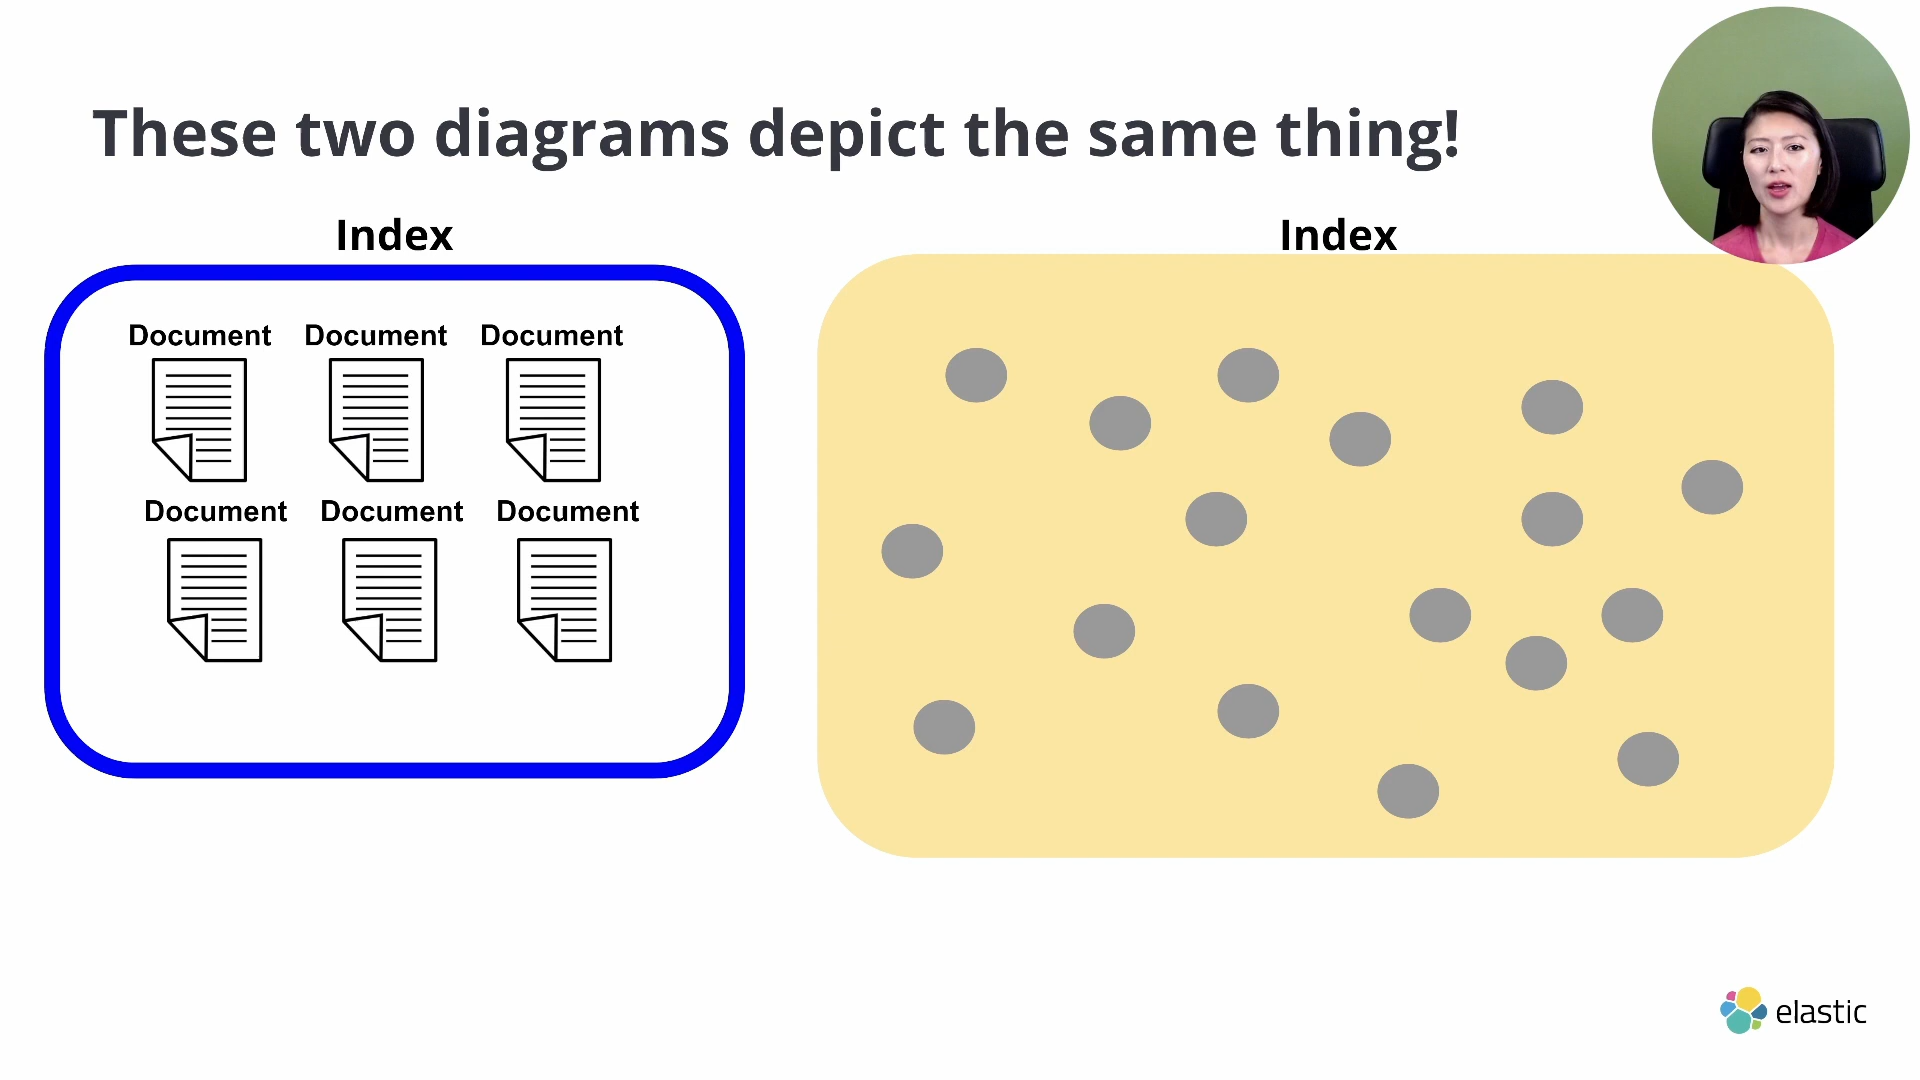 These two diagrams depict the same thing!
Index
Index
Document Document Document
Document Document Document
elastic